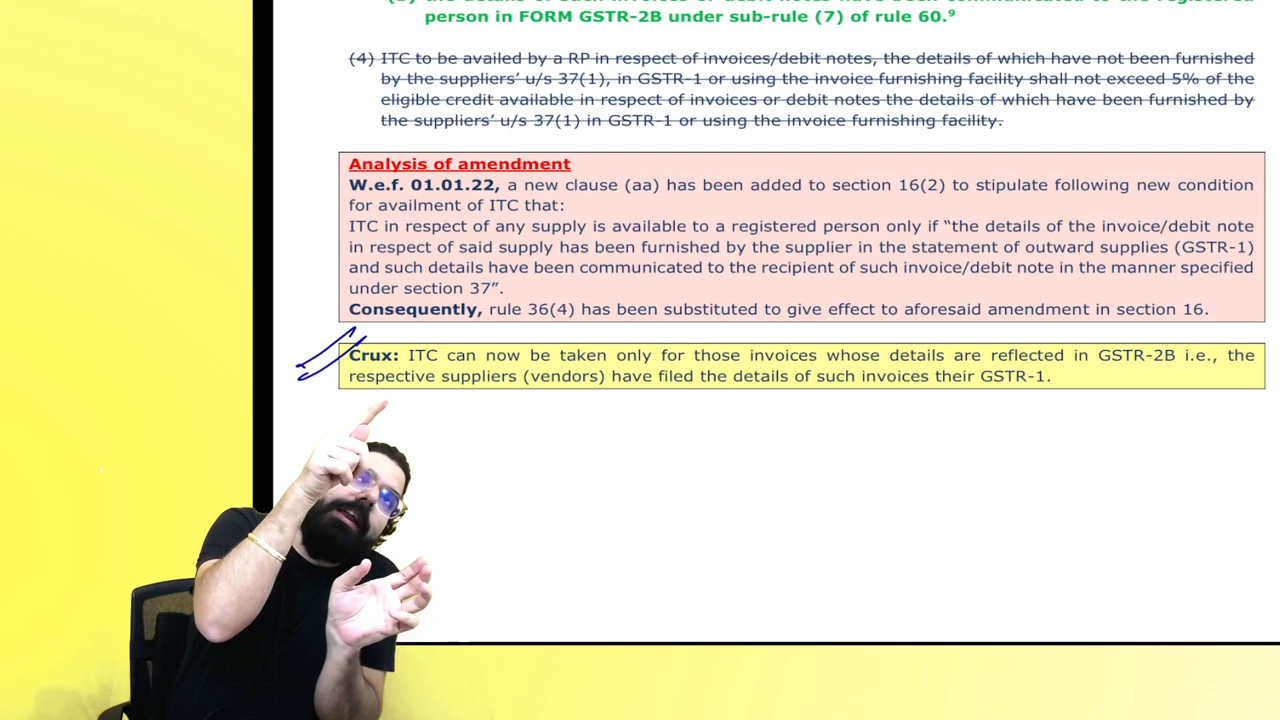 person in FORM GSTR-2B under sub-rule (7) of rule 60.⁹
(4) ITC to be availed by a RP in respect of invoices/debit notes, the details of which have not been furnished
by the suppliers' u/s 37(1), in GSTR-1 or using the invoice furnishing facility shall not exceed 5% of the
eligible credit available in respect of invoices or debit notes the details of which have been furnished by
the suppliers' u/s 37(1) in GSTR-1 or using the invoice furnishing facility.
Analysis of amendment
W.e.f. 01.01.22, a new clause (aa) has been added to section 16(2) to stipulate following new condition
for availment of ITC that:
ITC in respect of any supply is available to a registered person only if “the details of the invoice/debit note
in respect of said supply has been furnished by the supplier in the statement of outward supplies (GSTR-1)
and such details have been communicated to the recipient of such invoice/debit note in the manner specified
under section 37”.
Consequently, rule 36(4) has been substituted to give effect to aforesaid amendment in section 16.
Crux: ITC can now be taken only for those invoices whose details are reflected in GSTR-2B i.e., the
respective suppliers (vendors) have filed the details of such invoices their GSTR-1.